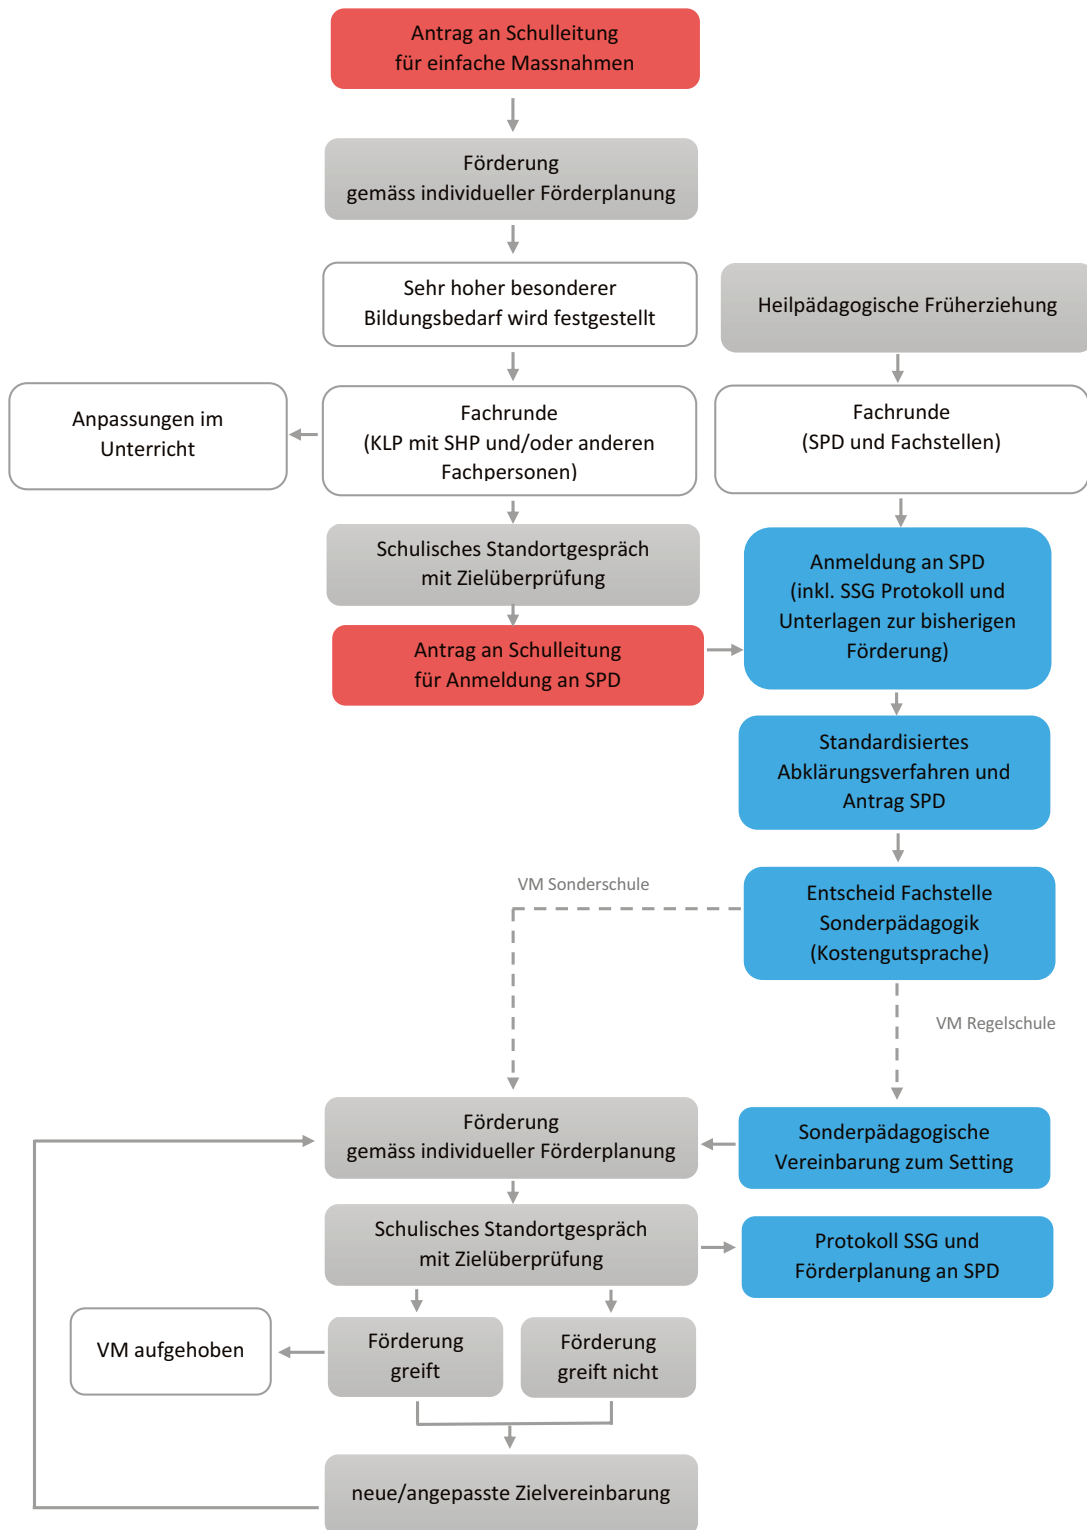 Antrag an Schulleitung
für einfache Massnahmen
Förderung
gemäss individueller Förderplanung
Sehr hoher besonderer
Bildungsbedarf wird festgestellt
Heilpädagogische Früherziehung
Anpassungen im
Unterricht
Fachrunde
(KLP mit SHP und/oder anderen
Fachpersonen)
Fachrunde
(SPD und Fachstellen)
Schulisches Standortgespräch
mit Zielüberprüfung
Antrag an Schulleitung
für Anmeldung an SPD
Anmeldung an SPD
(inkl. SSG Protokoll und
Unterlagen zur bisherigen
Förderung)
Standardisiertes
Abklärungsverfahren und
Antrag SPD
VM Sonderschule
Entscheid Fachstelle
Sonderpädagogik
(Kostengutsprache)
VM Regelschule
Förderung
gemäss individueller Förderplanung
Sonderpädagogische
Vereinbarung zum Setting
Schulisches Standortgespräch
mit Zielüberprüfung
Protokoll SSG und
Förderplanung an SPD
VM aufgehoben
Förderung
greift
Förderung
greift nicht
neue/angepasste Zielvereinbarung